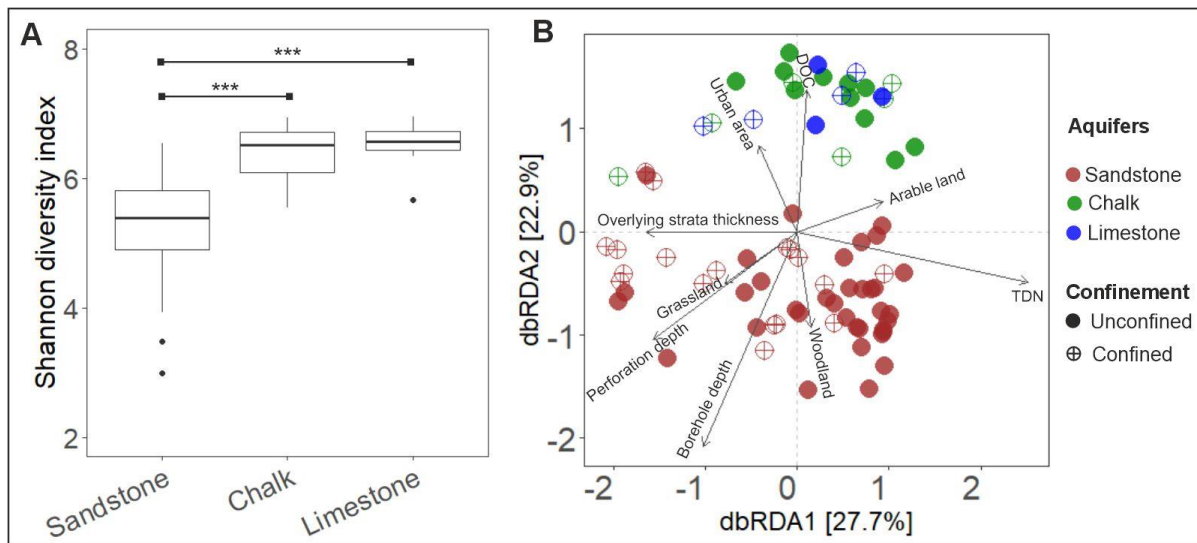 A
Shannon diversity index
8
6
4
2
***
***
Sandstone
Chalk
Limestone
B
dbRDA2 [22.9%]
1
0
-1
-2
DOC
Urban area
Arable land
Overlying strata thickness
TDN
Grassland
Perforation depth
Woodland
Borehole depth
-2
-1
0
1
2
dbRDA1 [27.7%]
Aquifers
Sandstone
Chalk
Limestone
Confinement
Unconfined
Confined